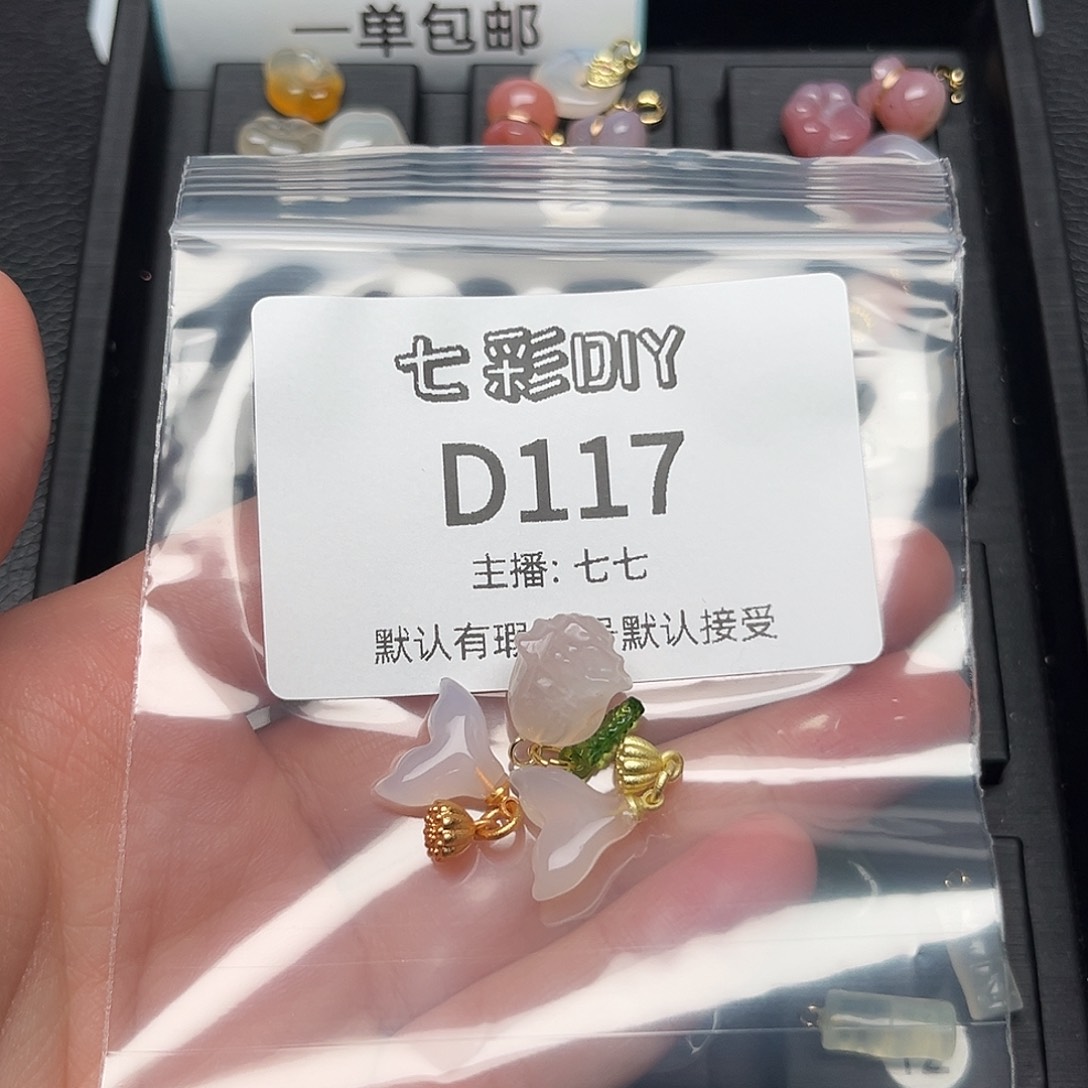 一单包邮
七彩DIY
D117
主播: 七七
默认有瑕 默认接受